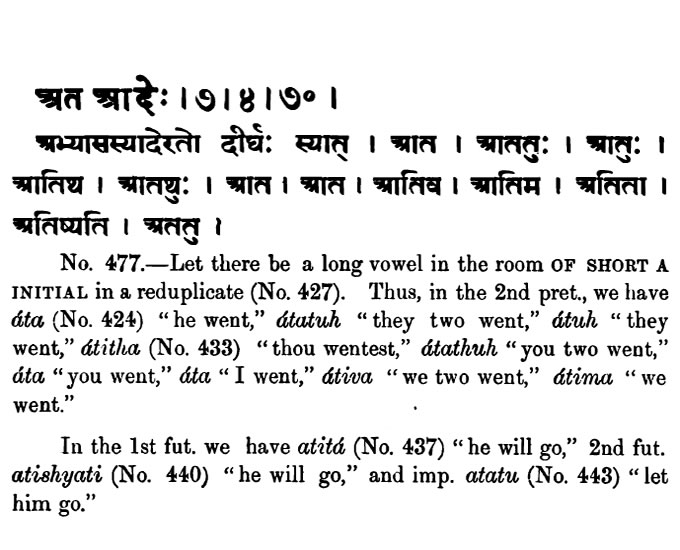 अत आदेः । ७ । ४ । ७० ।
अभ्यासस्यादेरतो दीर्घः स्यात् । आत । आततुः । आतुः ।
आतिथ । आतथुः । आत । आत । आतिव । आतिम । अतिता ।
अतिष्यति । अततु ।
No. 477.—Let there be a long vowel in the room OF SHORT A
INITIAL in a reduplicate (No. 427). Thus, in the 2nd pret., we have
áta (No. 424) “he went,” átatuh “they two went,” átuh “they
went,” átitha (No. 433) “thou wentest,” átathuh “you two went,”
áta “you went,” áta “I went,” átiva “we two went,” átima “we
went.”
In the 1st fut. we have atitá (No. 437) “he will go,” 2nd fut.
atishyati (No. 440) “he will go,” and imp. atatu (No. 443) “let
him go.”